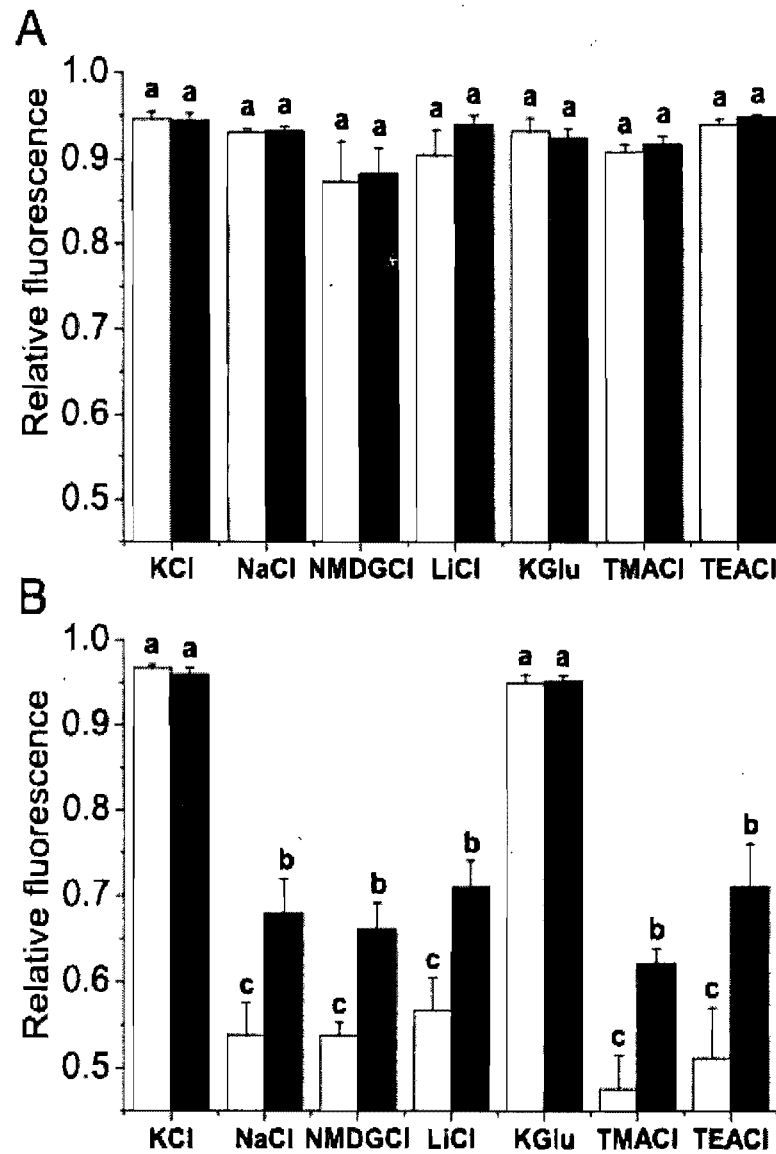 A
Relative fluorescence
1.0
0.9
0.8
0.7
0.6
0.5
a a a a a a a a a a a a a a
KCl NaCl NMDGCl LiCl KGlu TMACl TEACl
B
Relative fluorescence
1.0
0.9
0.8
0.7
0.6
0.5
a a c b c b c b a a c b c b
KCl NaCl NMDGCl LiCl KGlu TMACl TEACl